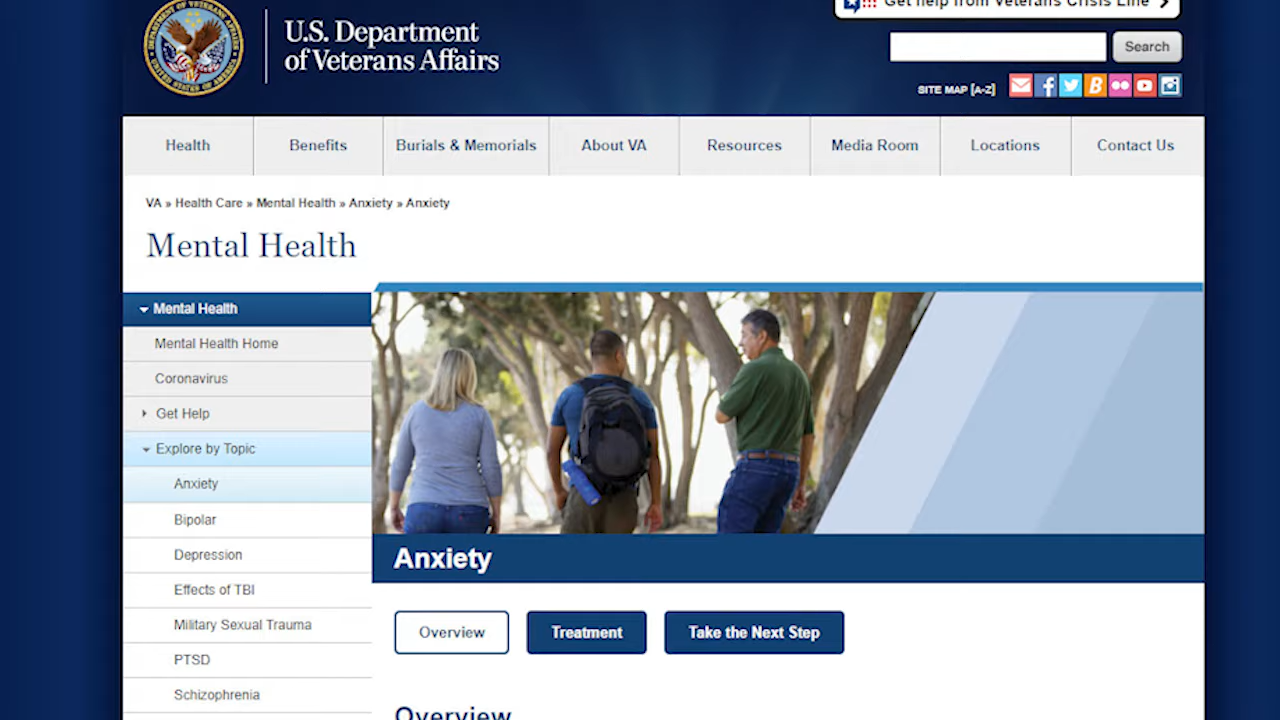 Get help from Veterans Crisis Line
U.S. Department
of Veterans Affairs
Search
SITE MAP [A-Z]
Health
Benefits
Burials & Memorials
About VA
Resources
Media Room
Locations
Contact Us
VA » Health Care » Mental Health » Anxiety » Anxiety
Mental Health
Mental Health
Mental Health Home
Coronavirus
Get Help
Explore by Topic
Anxiety
Bipolar
Depression
Effects of TBI
Military Sexual Trauma
PTSD
Schizophrenia
Anxiety
Overview
Treatment
Take the Next Step
Overview